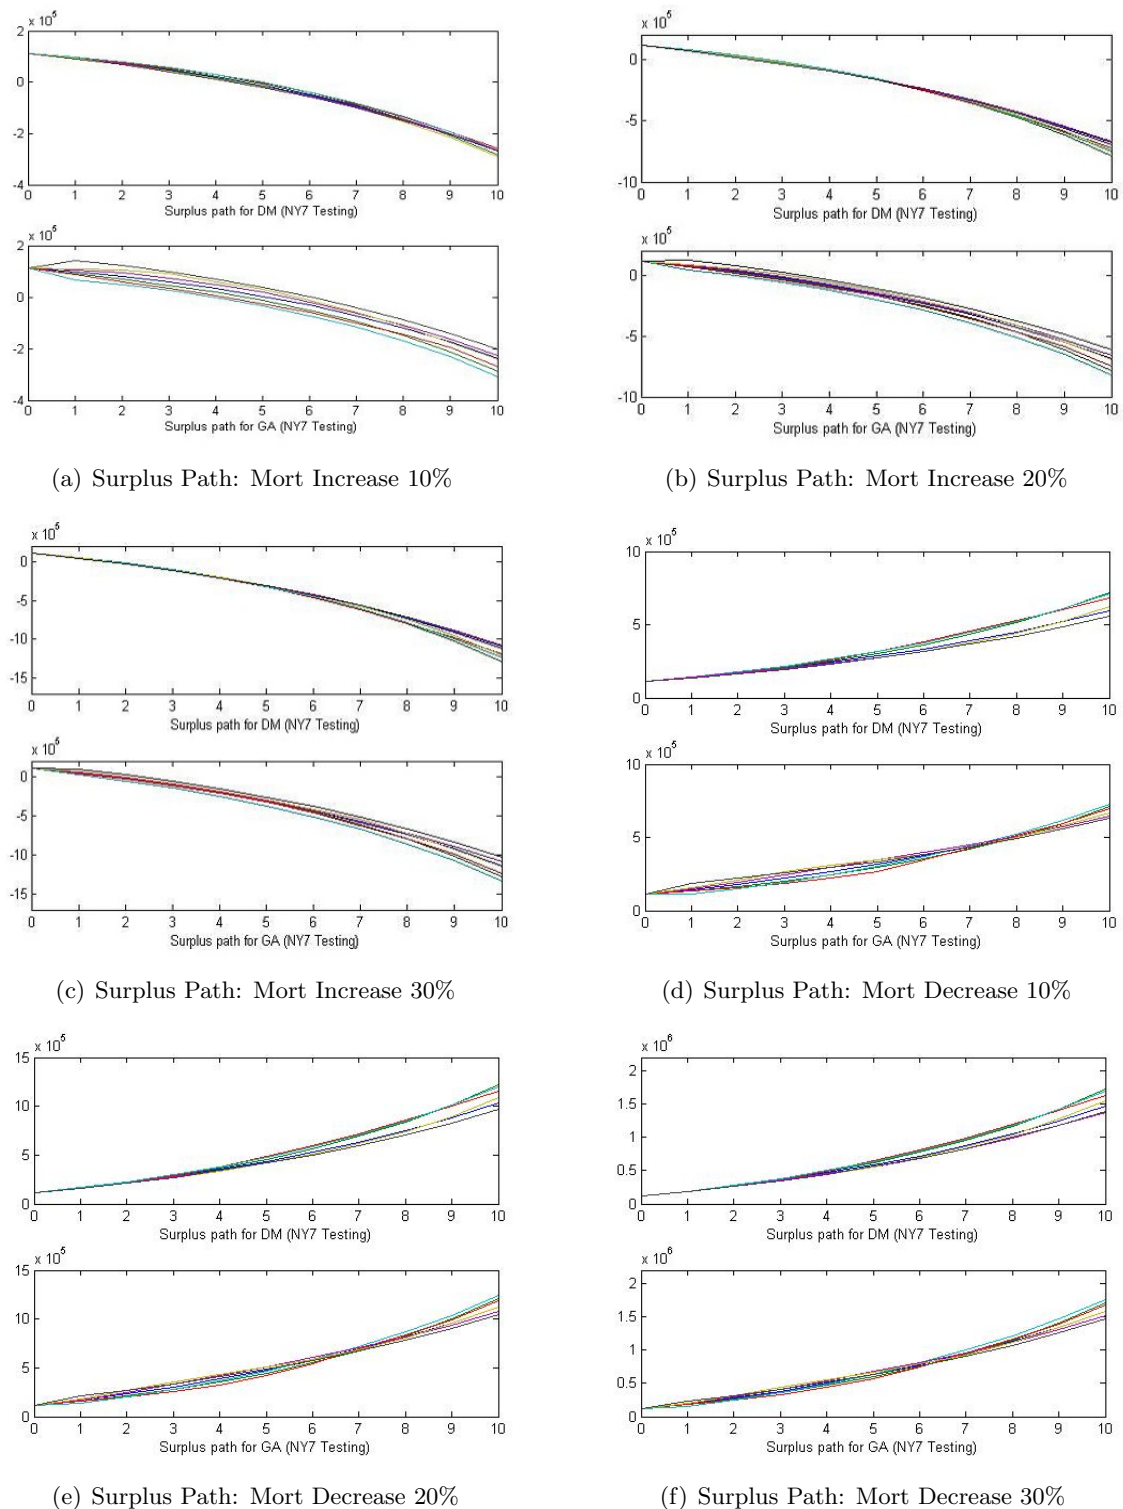 x 10^5
2
0
-2
-4
0 1 2 3 4 5 6 7 8 9 10
Surplus path for DM (NY7 Testing)
x 10^5
2
0
-2
-4
0 1 2 3 4 5 6 7 8 9 10
Surplus path for GA (NY7 Testing)
(a) Surplus Path: Mort Increase 10%
x 10^5
0
-5
-10
0 1 2 3 4 5 6 7 8 9 10
Surplus path for DM (NY7 Testing)
x 10^5
0
-5
-10
0 1 2 3 4 5 6 7 8 9 10
Surplus path for GA (NY7 Testing)
(b) Surplus Path: Mort Increase 20%
x 10^5
0
-5
-10
-15
0 1 2 3 4 5 6 7 8 9 10
Surplus path for DM (NY7 Testing)
x 10^5
0
-5
-10
-15
0 1 2 3 4 5 6 7 8 9 10
Surplus path for GA (NY7 Testing)
(c) Surplus Path: Mort Increase 30%
x 10^5
10
5
0
0 1 2 3 4 5 6 7 8 9 10
Surplus path for DM (NY7 Testing)
x 10^5
10
5
0
0 1 2 3 4 5 6 7 8 9 10
Surplus path for GA (NY7 Testing)
(d) Surplus Path: Mort Decrease 10%
x 10^5
15
10
5
0
0 1 2 3 4 5 6 7 8 9 10
Surplus path for DM (NY7 Testing)
x 10^5
15
10
5
0
0 1 2 3 4 5 6 7 8 9 10
Surplus path for GA (NY7 Testing)
(e) Surplus Path: Mort Decrease 20%
x 10^6
2
1.5
1
0.5
0
0 1 2 3 4 5 6 7 8 9 10
Surplus path for DM (NY7 Testing)
x 10^6
2
1.5
1
0.5
0
0 1 2 3 4 5 6 7 8 9 10
Surplus path for GA (NY7 Testing)
(f) Surplus Path: Mort Decrease 30%